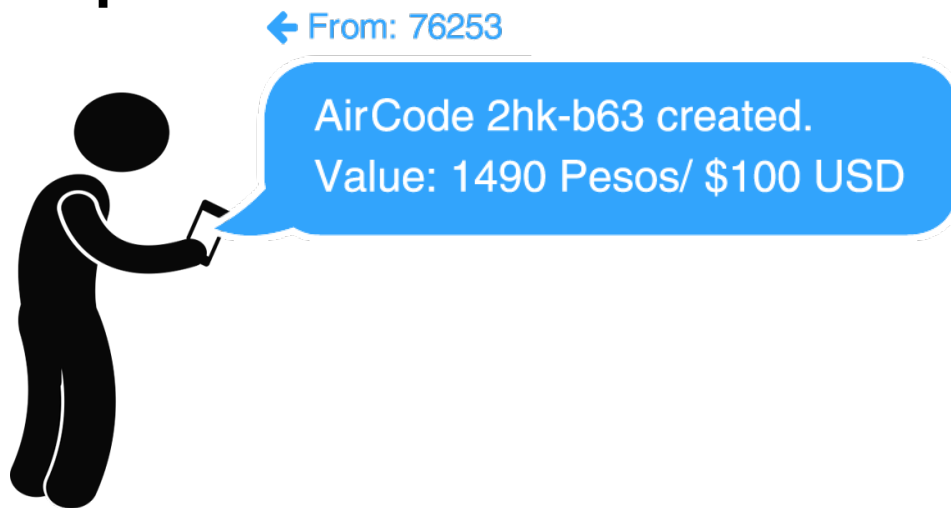 From: 76253
AirCode 2hk-b63 created.
Value: 1490 Pesos/ $100 USD